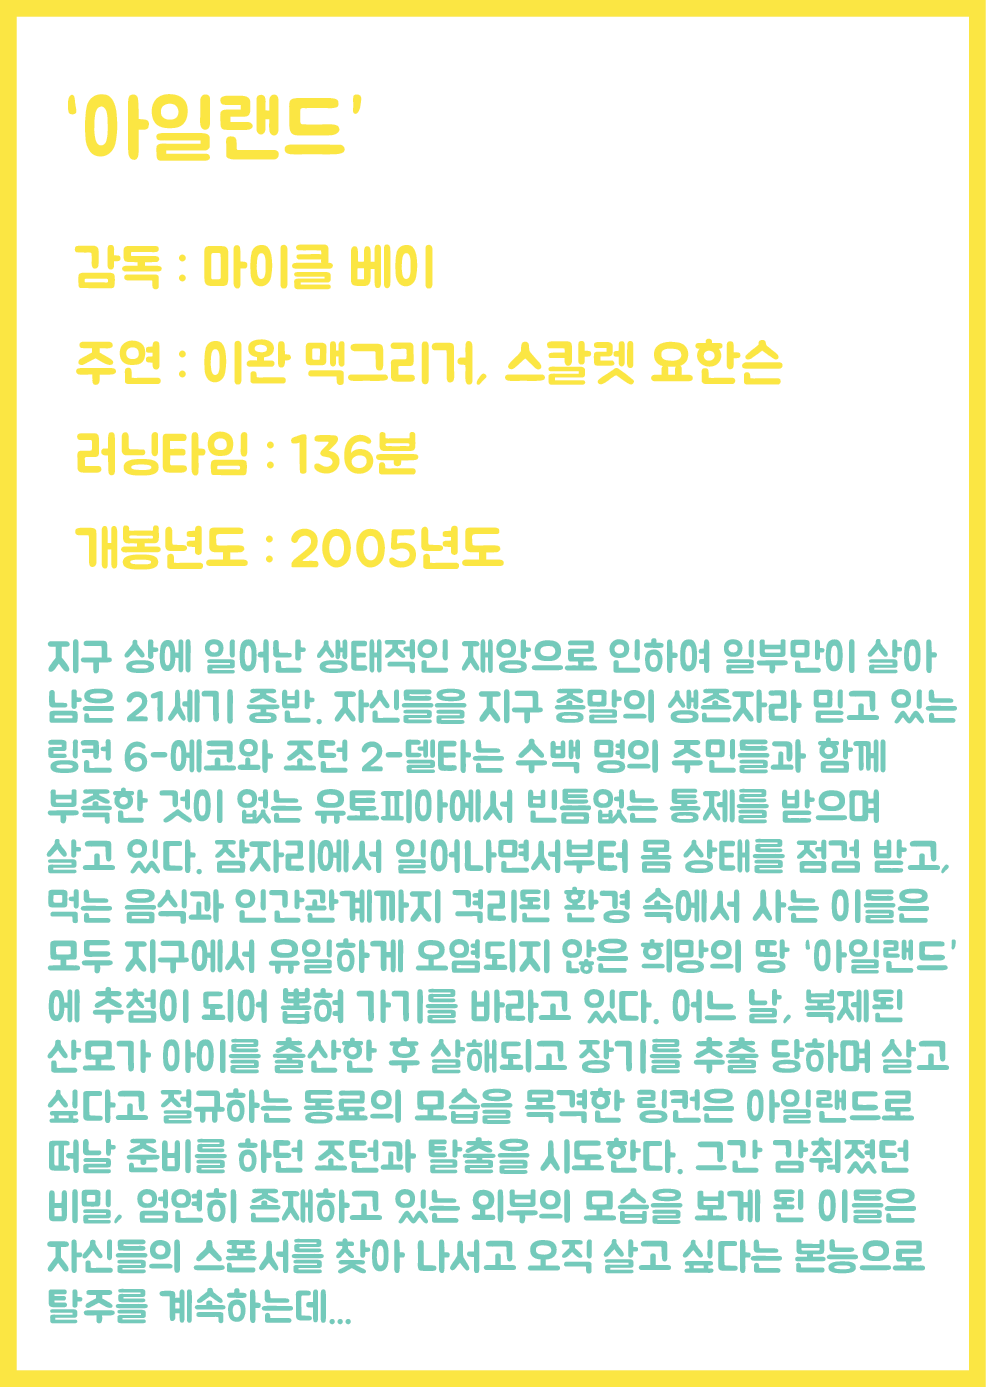 ‘아일랜드’
감독 : 마이클 베이
주연 : 이완 맥그리거, 스칼렛 요한슨
러닝타임 : 136분
개봉년도 : 2005년도
지구 상에 일어난 생태적인 재앙으로 인하여 일부만이 살아
남은 21세기 중반. 자신들을 지구 종말의 생존자라 믿고 있는
링컨 6-에코와 조던 2-델타는 수백 명의 주민들과 함께
부족한 것이 없는 유토피아에서 빈틈없는 통제를 받으며
살고 있다. 잠자리에서 일어나면서부터 몸 상태를 점검 받고,
먹는 음식과 인간관계까지 격리된 환경 속에서 사는 이들은
모두 지구에서 유일하게 오염되지 않은 희망의 땅 ‘아일랜드’
에 추첨이 되어 뽑혀 가기를 바라고 있다. 어느 날, 복제된
산모가 아이를 출산한 후 살해되고 장기를 추출 당하며 살고
싶다고 절규하는 동료의 모습을 목격한 링컨은 아일랜드로
떠날 준비를 하던 조던과 탈출을 시도한다. 그간 감춰졌던
비밀, 엄연히 존재하고 있는 외부의 모습을 보게 된 이들은
자신들의 스폰서를 찾아 나서고 오직 살고 싶다는 본능으로
탈주를 계속하는데...